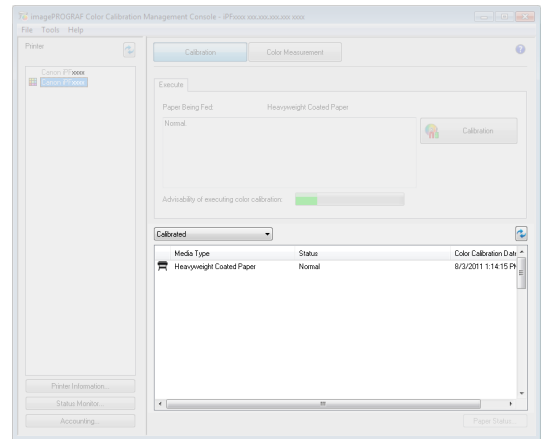 imagePROGRAF Color Calibration Management Console - iPFxxxx:xxx.xxx.xxx.xxx
File Tools Help
Printer
Canon iPFxxxx
Canon iPFxxxx
Calibration
Color Measurement
Execute
Paper Being Fed: Heavyweight Coated Paper
Normal.
Calibration
Advisability of executing color calibration:
Calibrated
Media Type Status Color Calibration Date
Heavyweight Coated Paper Normal 8/3/2011 1:14:15 PM
Printer Information...
Status Monitor...
Accounting...
Paper Status...